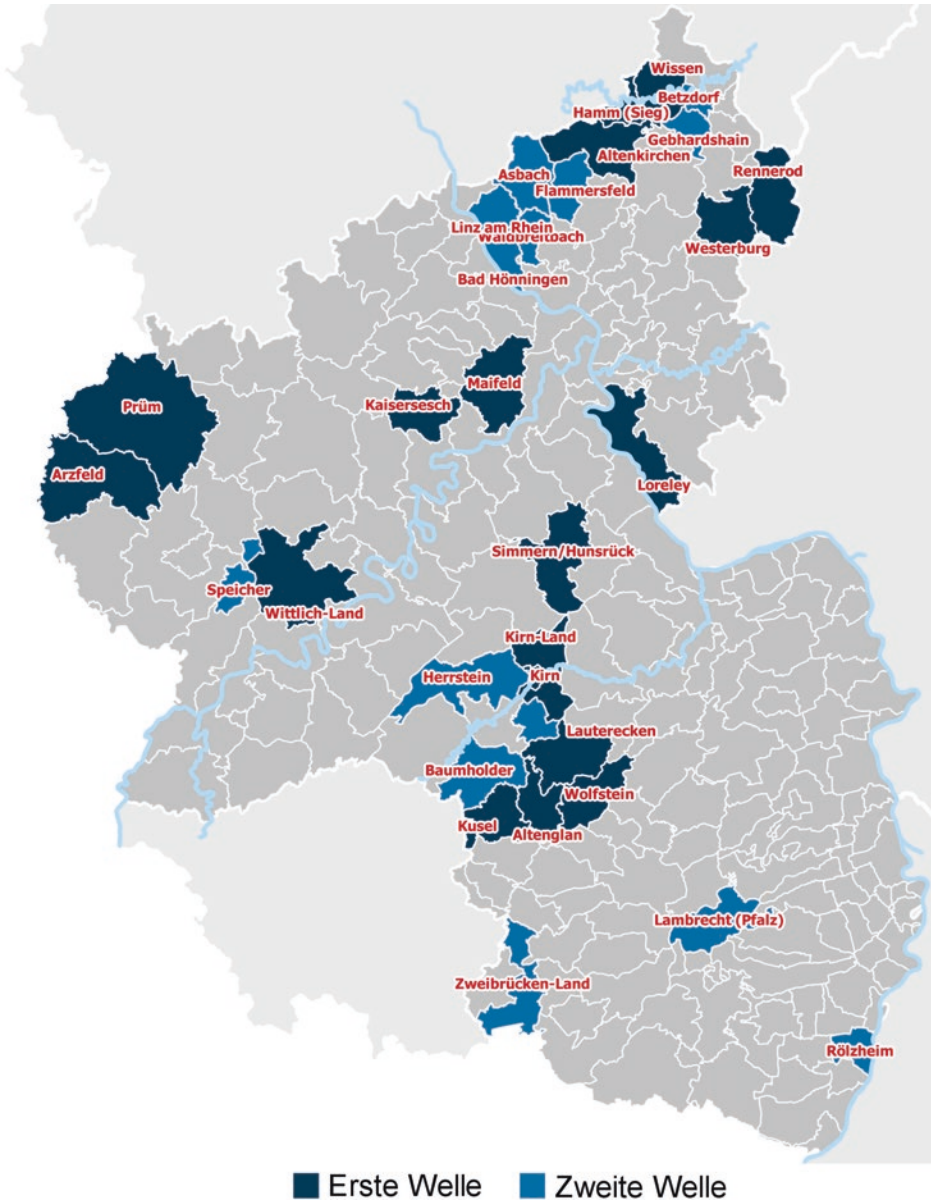 Wissen
Betzdorf
Hamm (Sieg)
Gebhardshain
Altenkirchen
Rennerod
Asbach
Flammersfeld
Linz am Rhein
Waldbreitbach
Westerburg
Bad Hönningen
Maifeld
Kaisersesch
Prüm
Arzfeld
Loreley
Simmern/Hunsrück
Speicher
Wittlich-Land
Kirn-Land
Herrstein
Kirn
Lauterecken
Baumholder
Wolfstein
Kusel
Altenglan
Lambrecht (Pfalz)
Zweibrücken-Land
Rölzheim
Erste Welle Zweite Welle